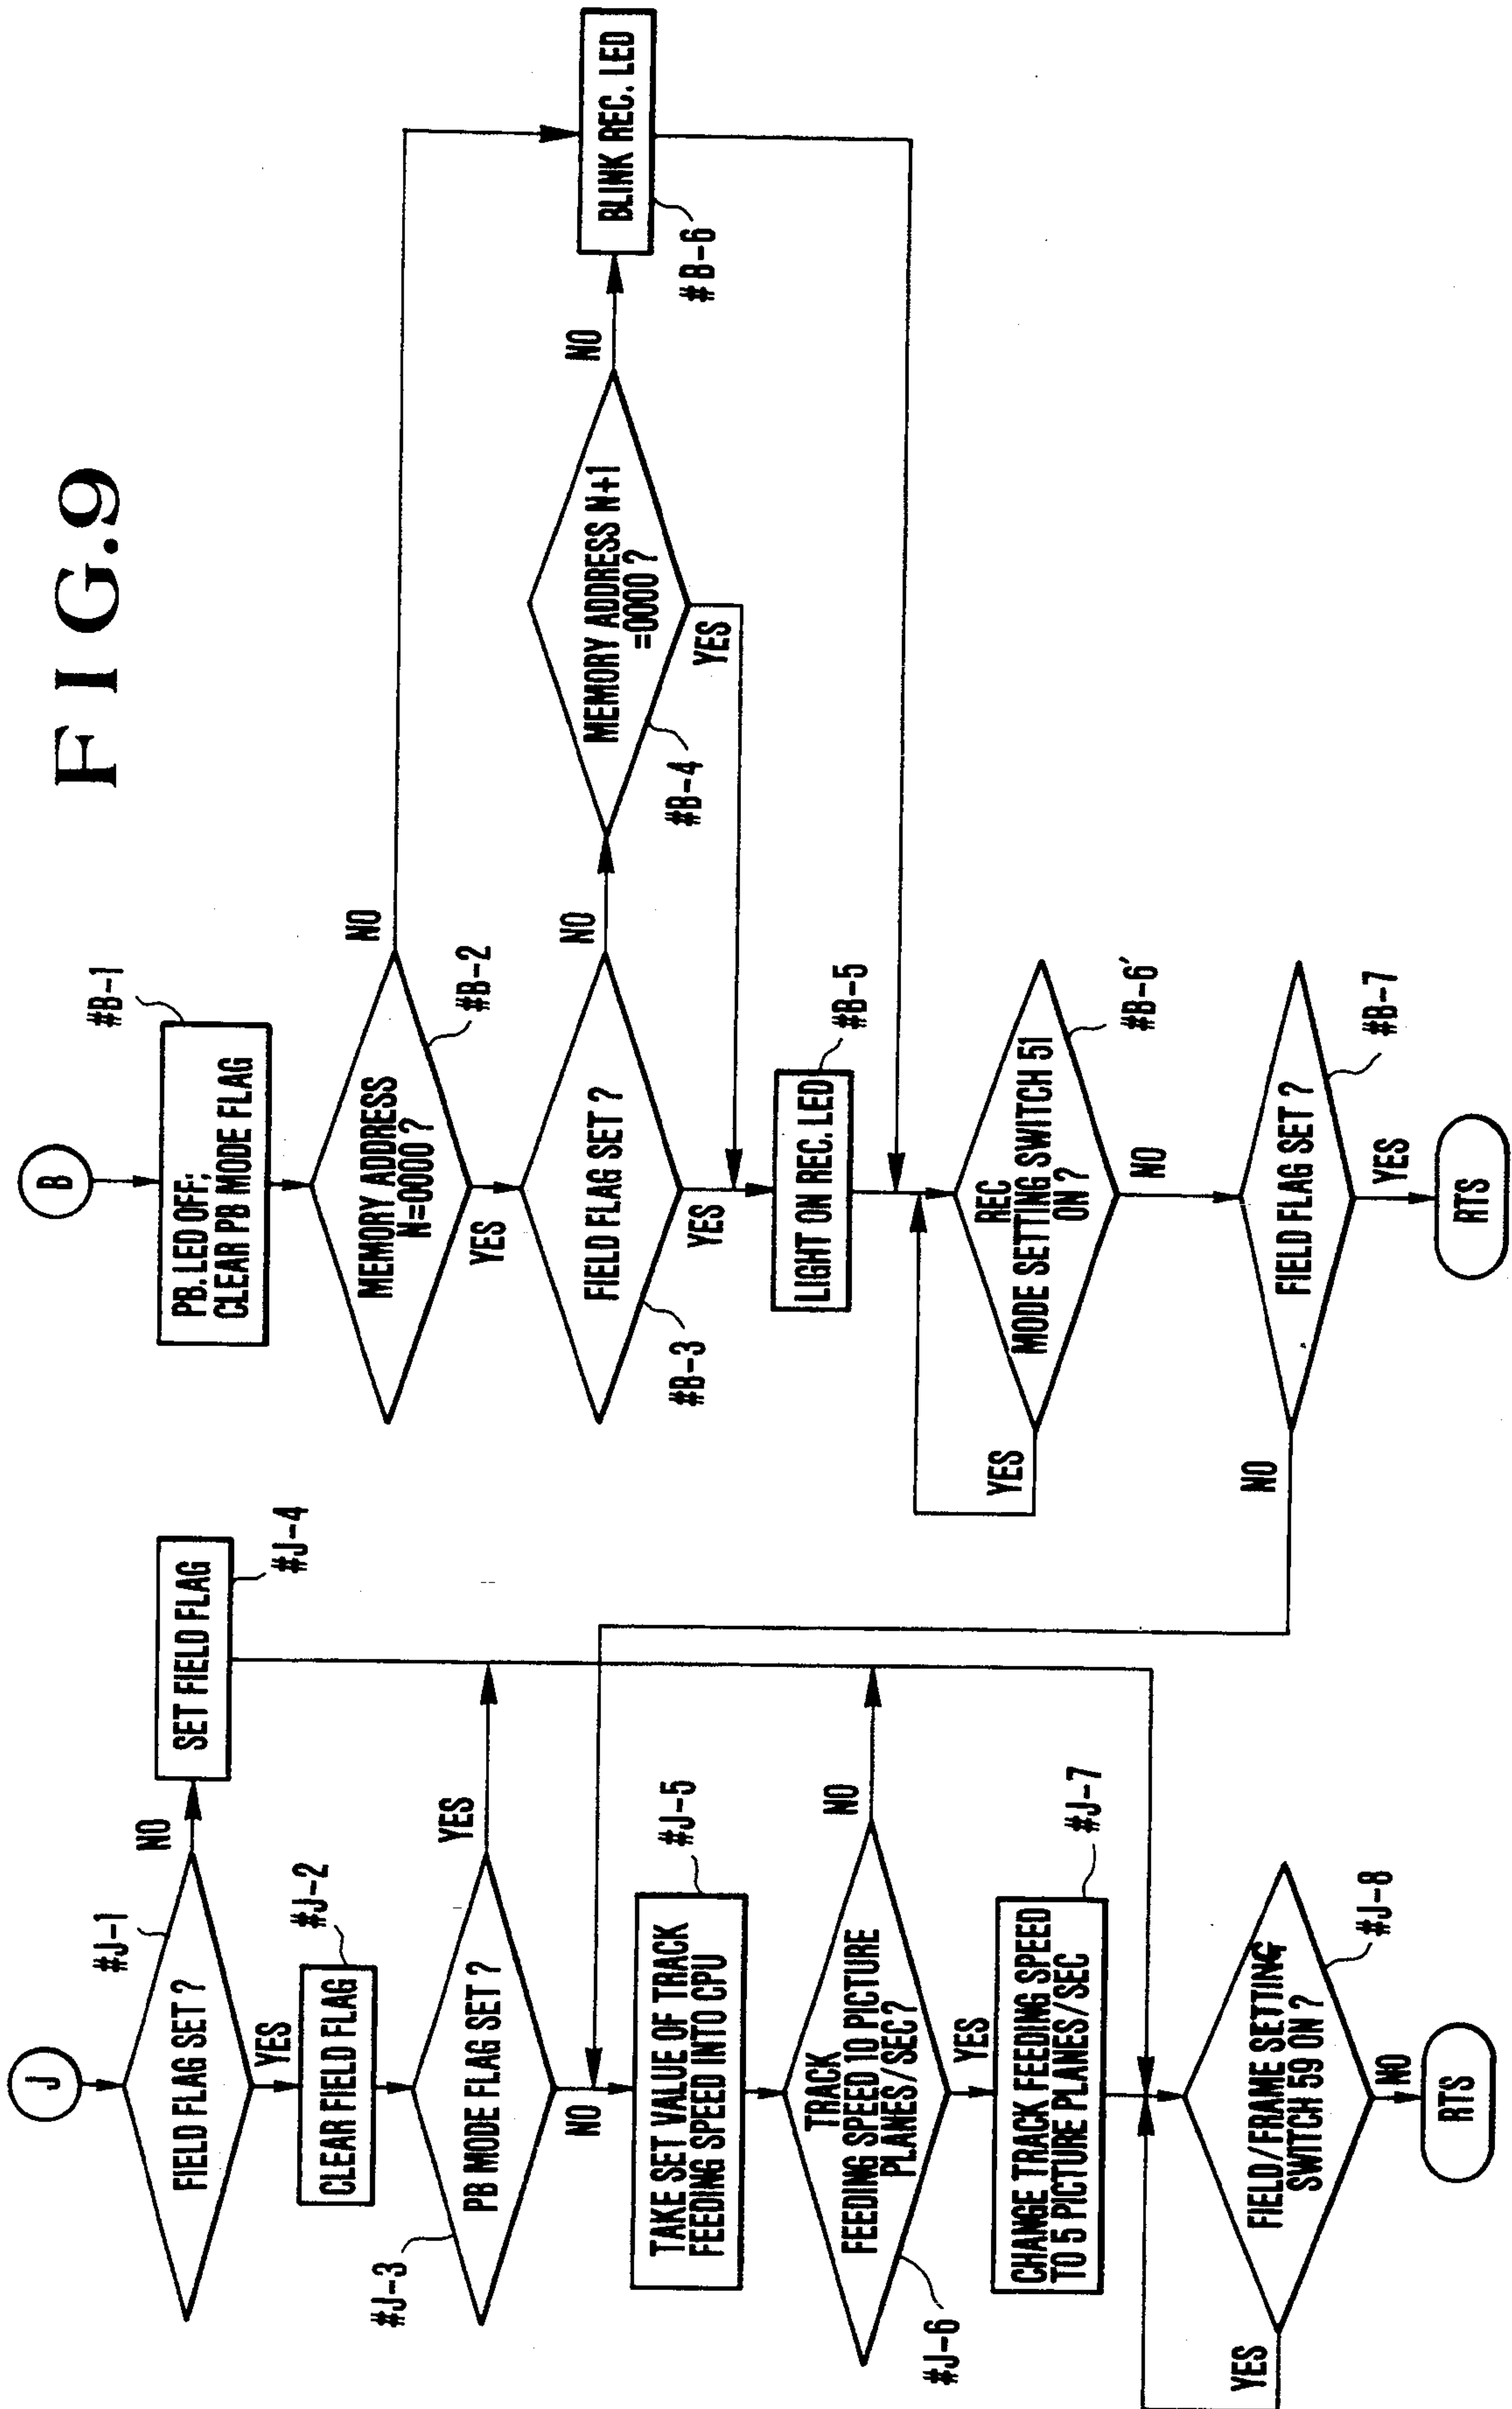 FIG.9
J
FIELD FLAG SET ?
#J-1
NO
YES
SET FIELD FLAG
#J-4
CLEAR FIELD FLAG
#J-2
PB MODE FLAG SET ?
#J-3
YES
NO
TAKE SET VALUE OF TRACK
FEEDING SPEED INTO CPU
#J-5
TRACK
FEEDING SPEED 10 PICTURE
PLANES/SEC?
#J-6
NO
YES
CHANGE TRACK FEEDING SPEED
TO 5 PICTURE PLANES/SEC
#J-7
FIELD/FRAME SETTING
SWITCH 59 ON ?
#J-8
YES
NO
RTS
B
#B-1
PB. LED OFF;
CLEAR PB MODE FLAG
MEMORY ADDRESS
N=0000 ?
#B-2
NO
YES
FIELD FLAG SET ?
#B-3
NO
YES
MEMORY ADDRESS N+1
=0000 ?
#B-4
NO
YES
BLINK REC. LED
#B-6
LIGHT ON REC. LED
#B-5
REC
MODE SETTING SWITCH 51
ON ?
#B-6'
YES
NO
FIELD FLAG SET ?
#B-7
NO
YES
RTS